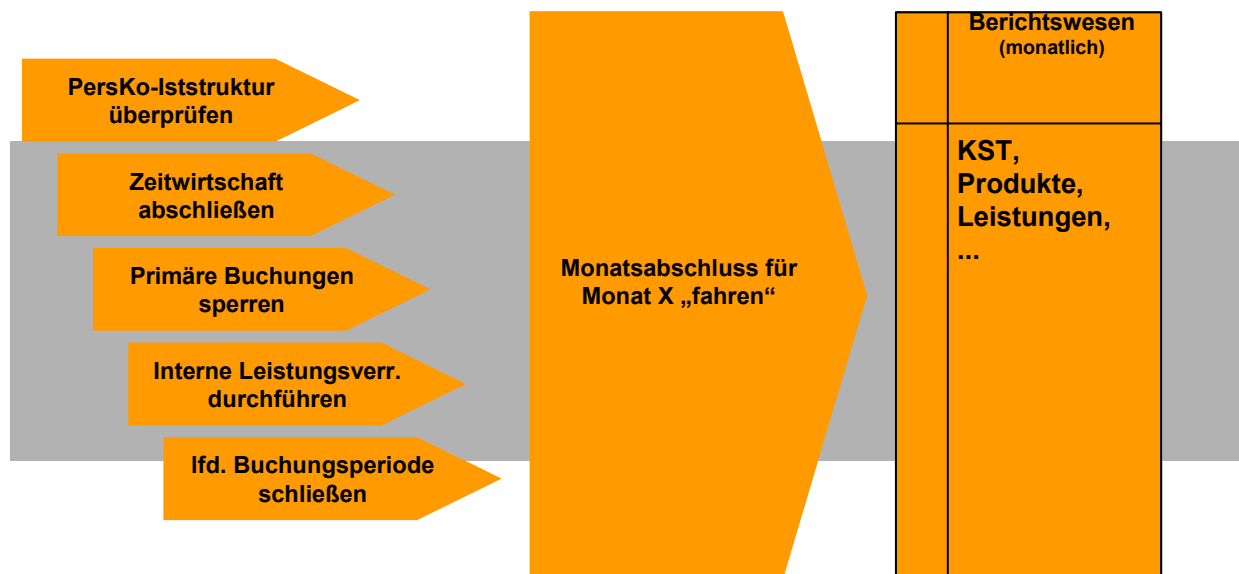 PersKo-Iststruktur
überprüfen
Zeitwirtschaft
abschließen
Primäre Buchungen
sperren
Interne Leistungsverr.
durchführen
lfd. Buchungsperiode
schließen
Monatsabschluss für
Monat X „fahren“
Berichtswesen
(monatlich)
KST,
Produkte,
Leistungen,
...